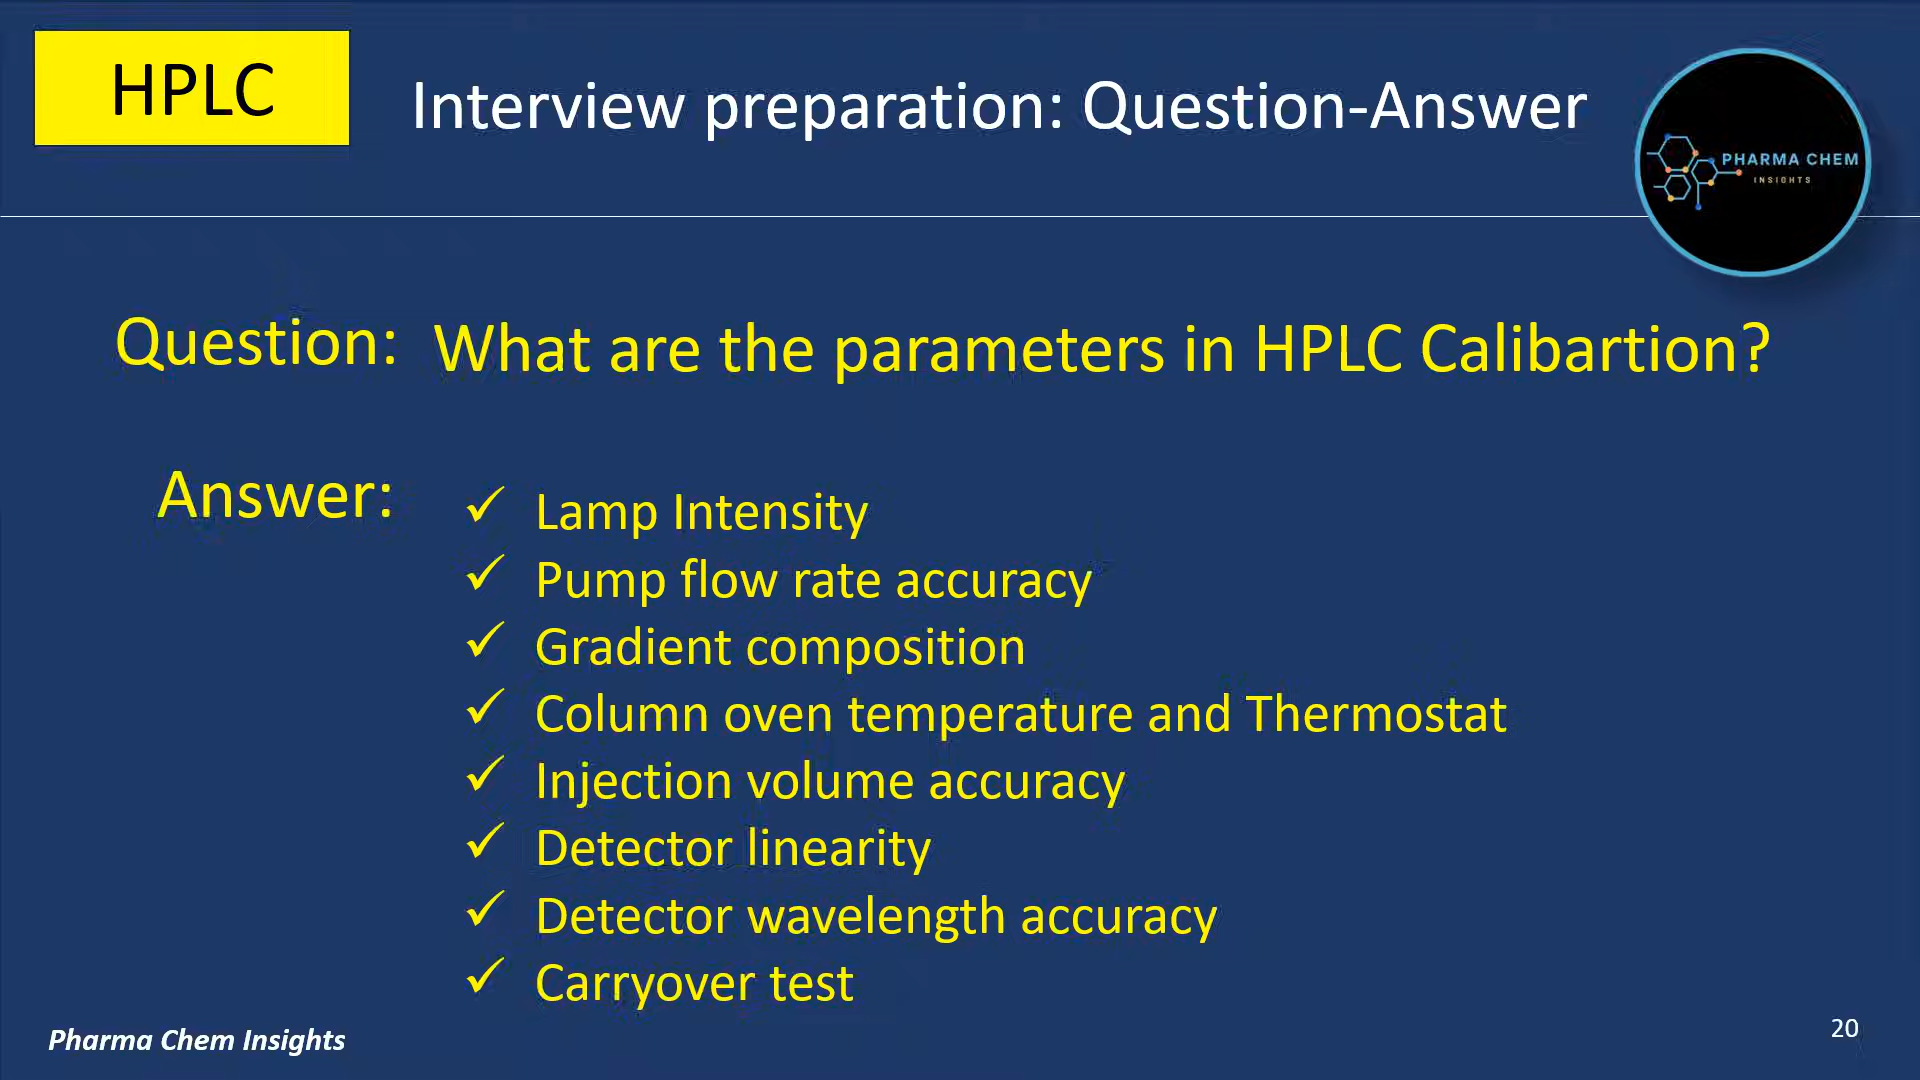 HPLC
Interview preparation: Question-Answer
PHARMA CHEM
INSIGHTS
Question: What are the parameters in HPLC Calibartion?
Answer:
✓ Lamp Intensity
✓ Pump flow rate accuracy
✓ Gradient composition
✓ Column oven temperature and Thermostat
✓ Injection volume accuracy
✓ Detector linearity
✓ Detector wavelength accuracy
✓ Carryover test
Pharma Chem Insights
20